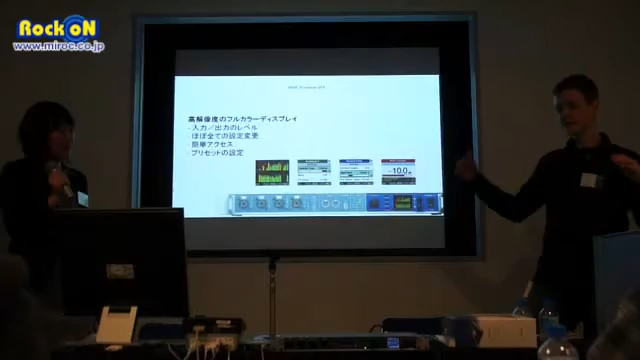 Rock oN
www.miroc.co.jp
高解像度のフルカラーディスプレイ
- 入力／出力のレベル
- ほぼ全ての設定変更
- 簡単アクセス
- プリセットの設定
-10.0